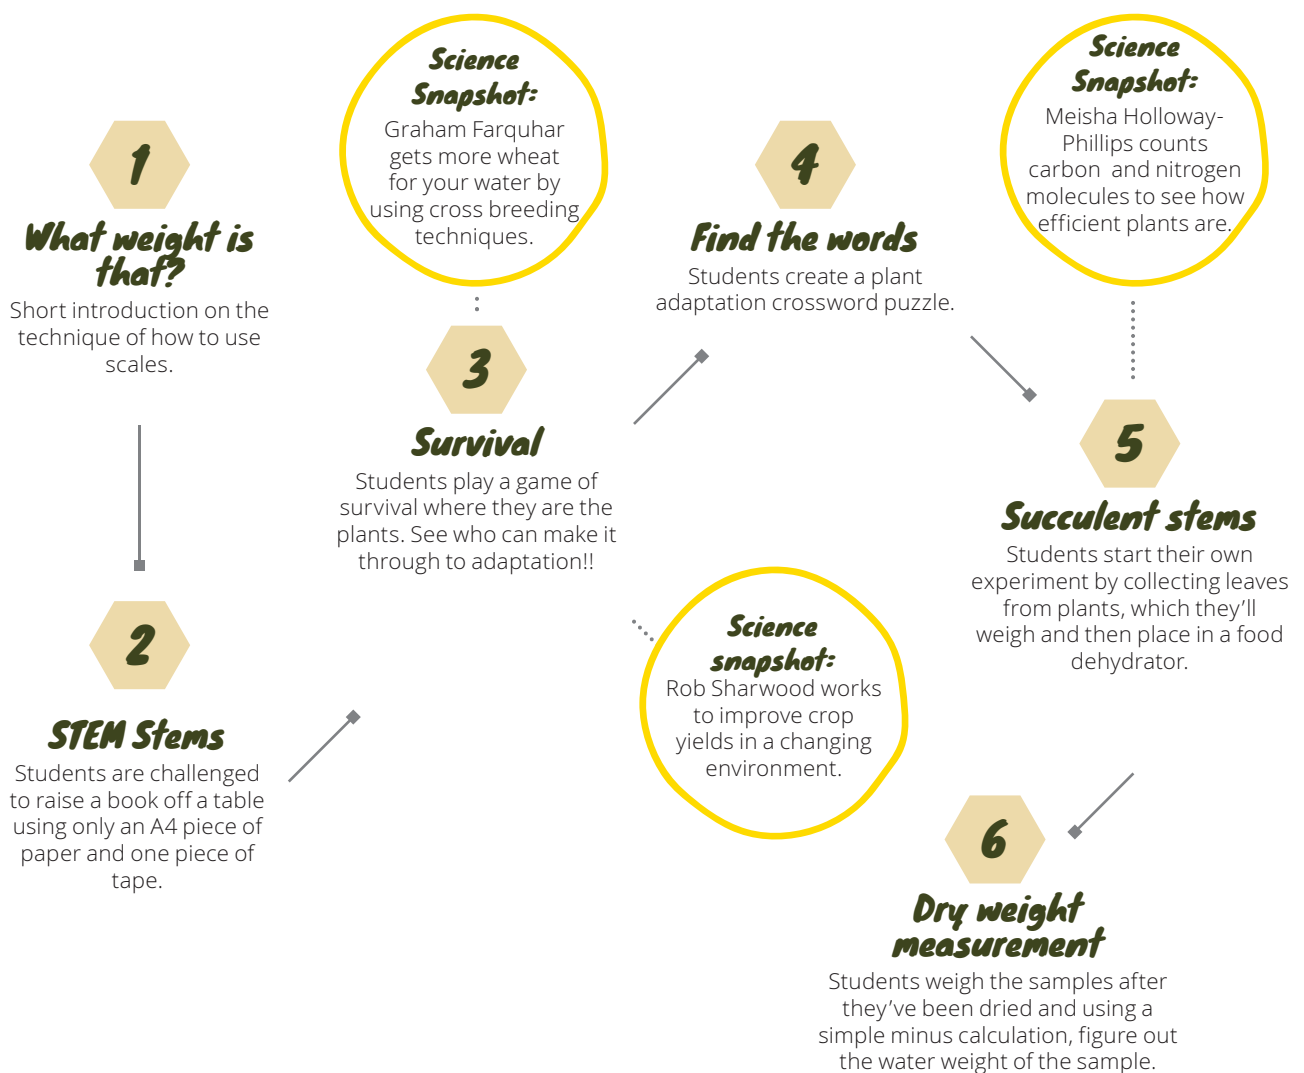 1
What weight is
that?
Short introduction on the
technique of how to use
scales.
2
STEM Stems
Students are challenged
to raise a book off a table
using only an A4 piece of
paper and one piece of
tape.
Science
Snapshot:
Graham Farquhar
gets more wheat
for your water by
using cross breeding
techniques.
3
Survival
Students play a game of
survival where they are the
plants. See who can make it
through to adaptation!!
Science
snapshot:
Rob Sharwood works
to improve crop
yields in a changing
environment.
4
Find the words
Students create a plant
adaptation crossword puzzle.
Science
Snapshot:
Meisha Holloway-
Phillips counts
carbon  and nitrogen
molecules to see how
efficient plants are.
5
Succulent stems
Students start their own
experiment by collecting leaves
from plants, which they’ll
weigh and then place in a food
dehydrator.
6
Dry weight
measurement
Students weigh the samples after
they’ve been dried and using a
simple minus calculation, figure out
the water weight of the sample.